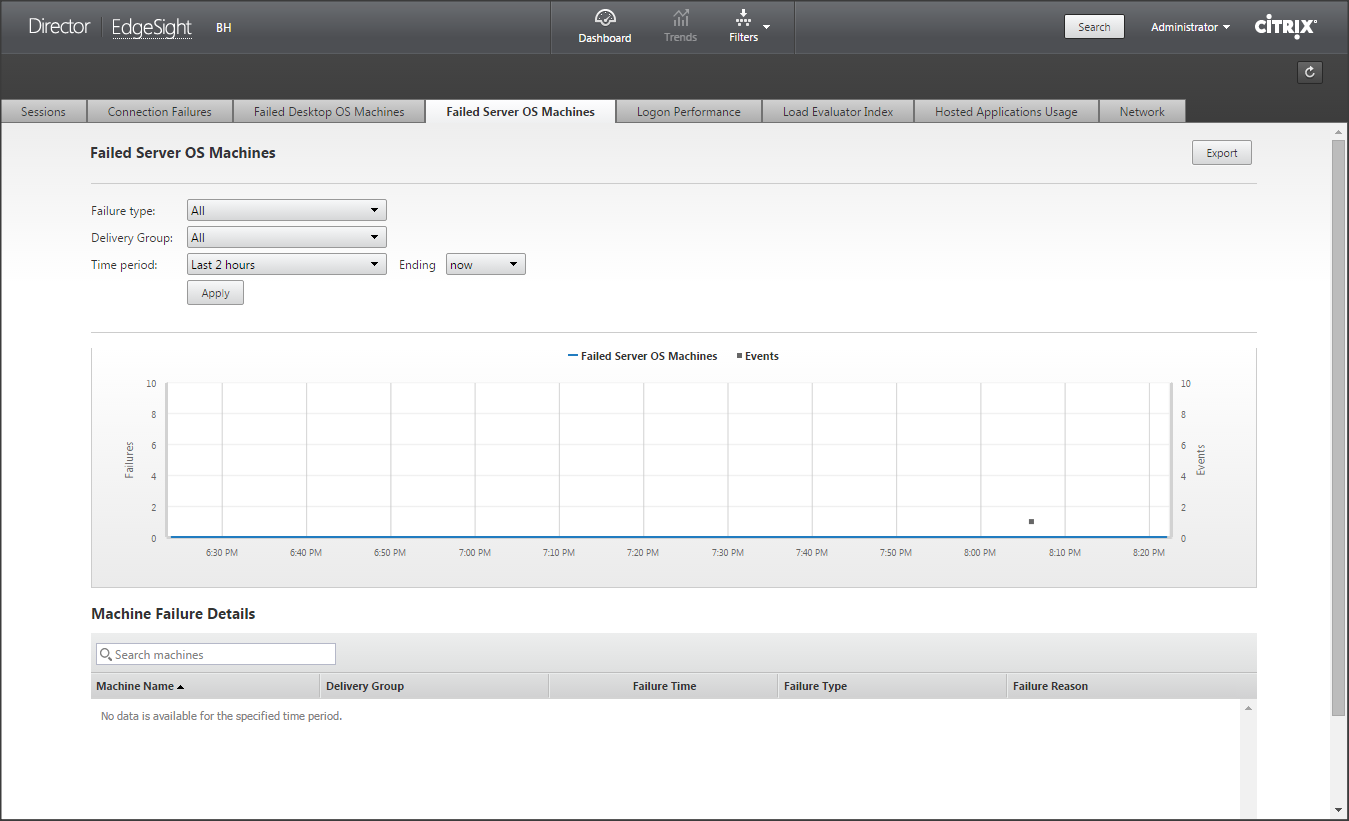 Director EdgeSight BH Dashboard Trends Filters Search Administrator CİTRIX
Sessions Connection Failures Failed Desktop OS Machines Failed Server OS Machines Logon Performance Load Evaluator Index Hosted Applications Usage Network
Failed Server OS Machines Export
Failure type: All
Delivery Group: All
Time period: Last 2 hours Ending now
Apply
Failed Server OS Machines Events
10 10
8 8
6 6
Failures Events
4 4
2 2
0 0
6:30 PM 6:40 PM 6:50 PM 7:00 PM 7:10 PM 7:20 PM 7:30 PM 7:40 PM 7:50 PM 8:00 PM 8:10 PM 8:20 PM
Machine Failure Details
Search machines
Machine Name Delivery Group Failure Time Failure Type Failure Reason
No data is available for the specified time period.